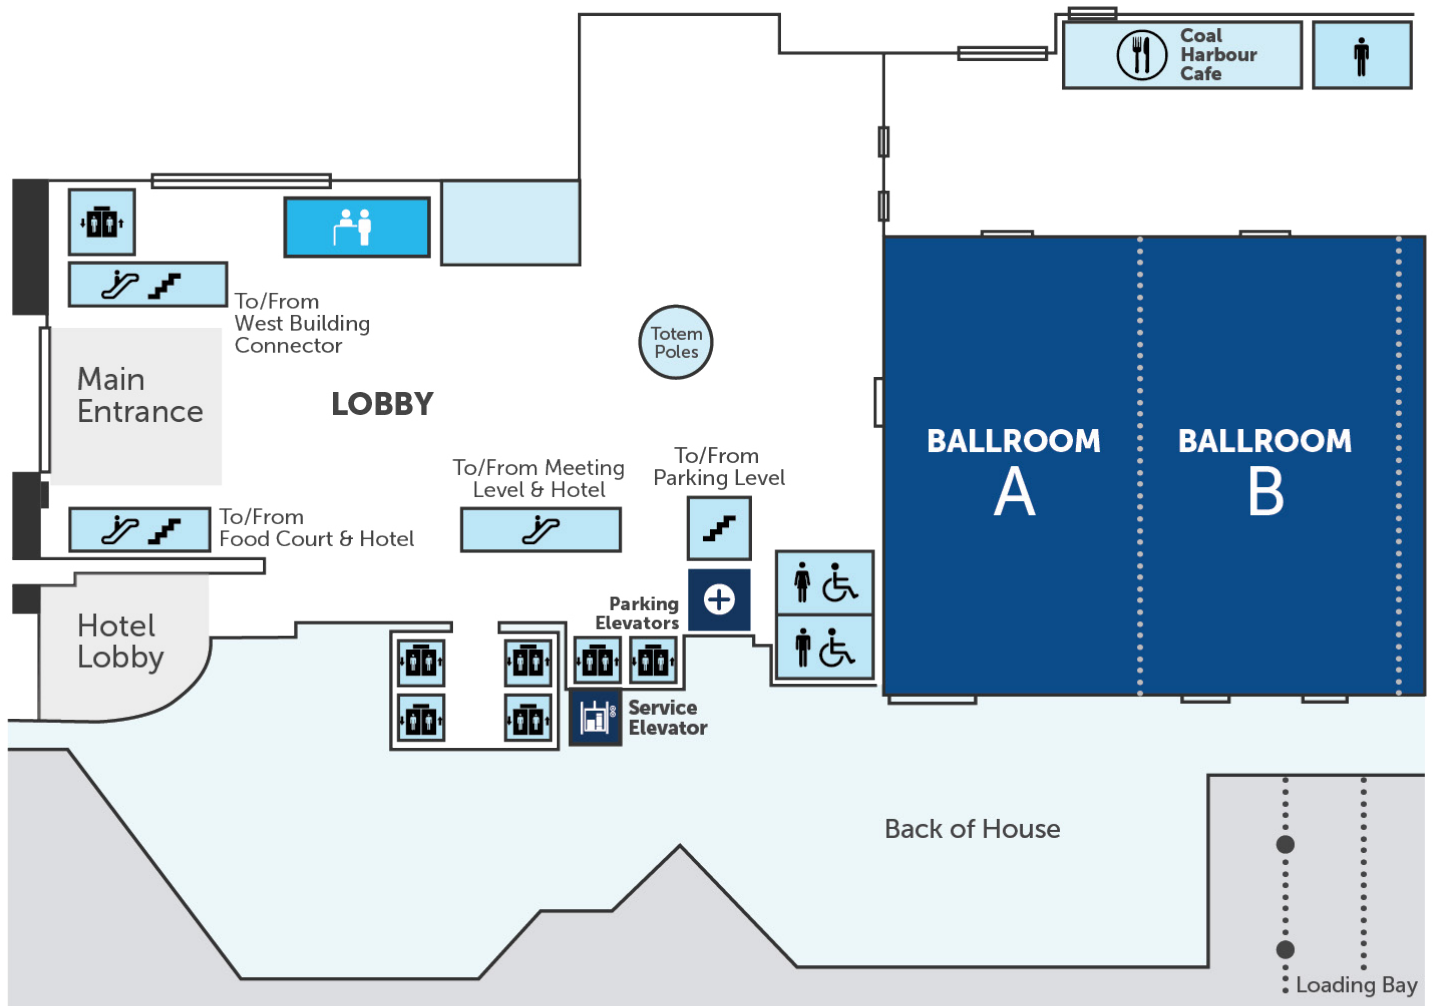 Coal
Harbour
Cafe
To/From
West Building
Connector
Totem
Poles
Main
Entrance
LOBBY
BALLROOM
A
BALLROOM
B
To/From Meeting
Level & Hotel
To/From
Parking Level
To/From
Food Court & Hotel
Parking
Elevators
Hotel
Lobby
Service
Elevator
Back of House
Loading Bay